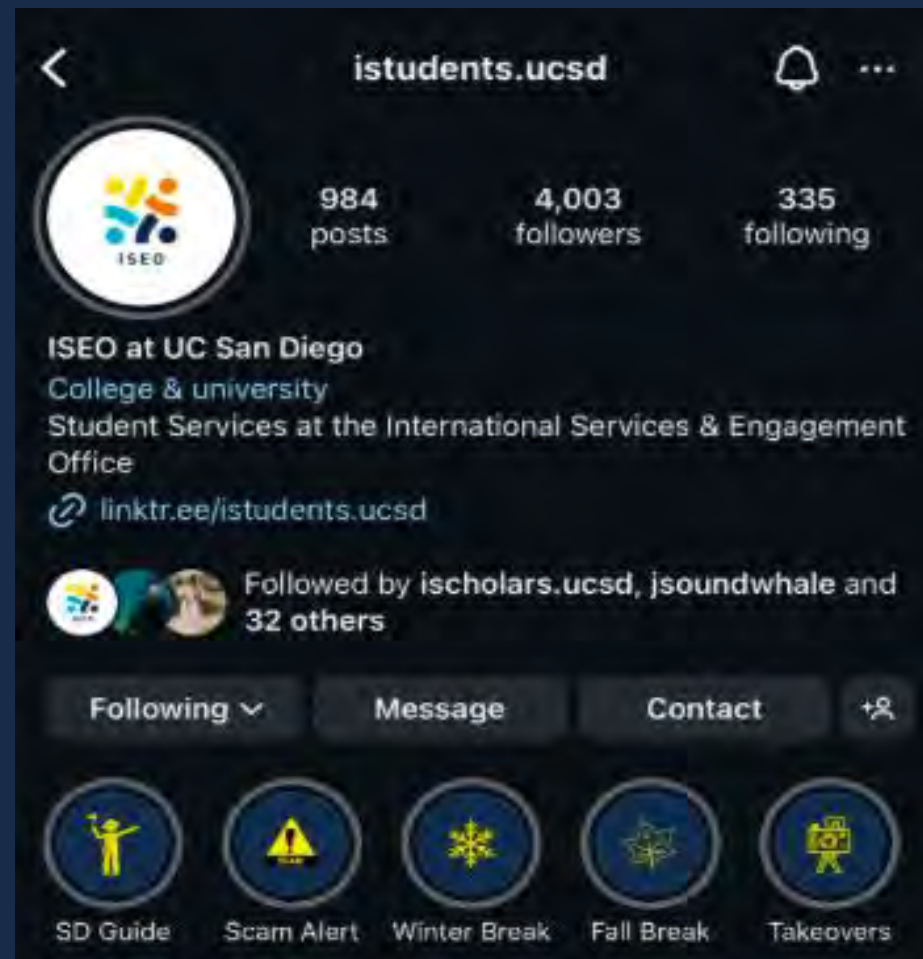 istudents.ucsd
ISEO
984
posts
4,003
followers
335
following
ISEO at UC San Diego
College & university
Student Services at the International Services & Engagement
Office
linktr.ee/istudents.ucsd
Followed by ischolars.ucsd, jsoundwhale and
32 others
Following
Message
Contact
SD Guide
Scam Alert
Winter Break
Fall Break
Takeovers